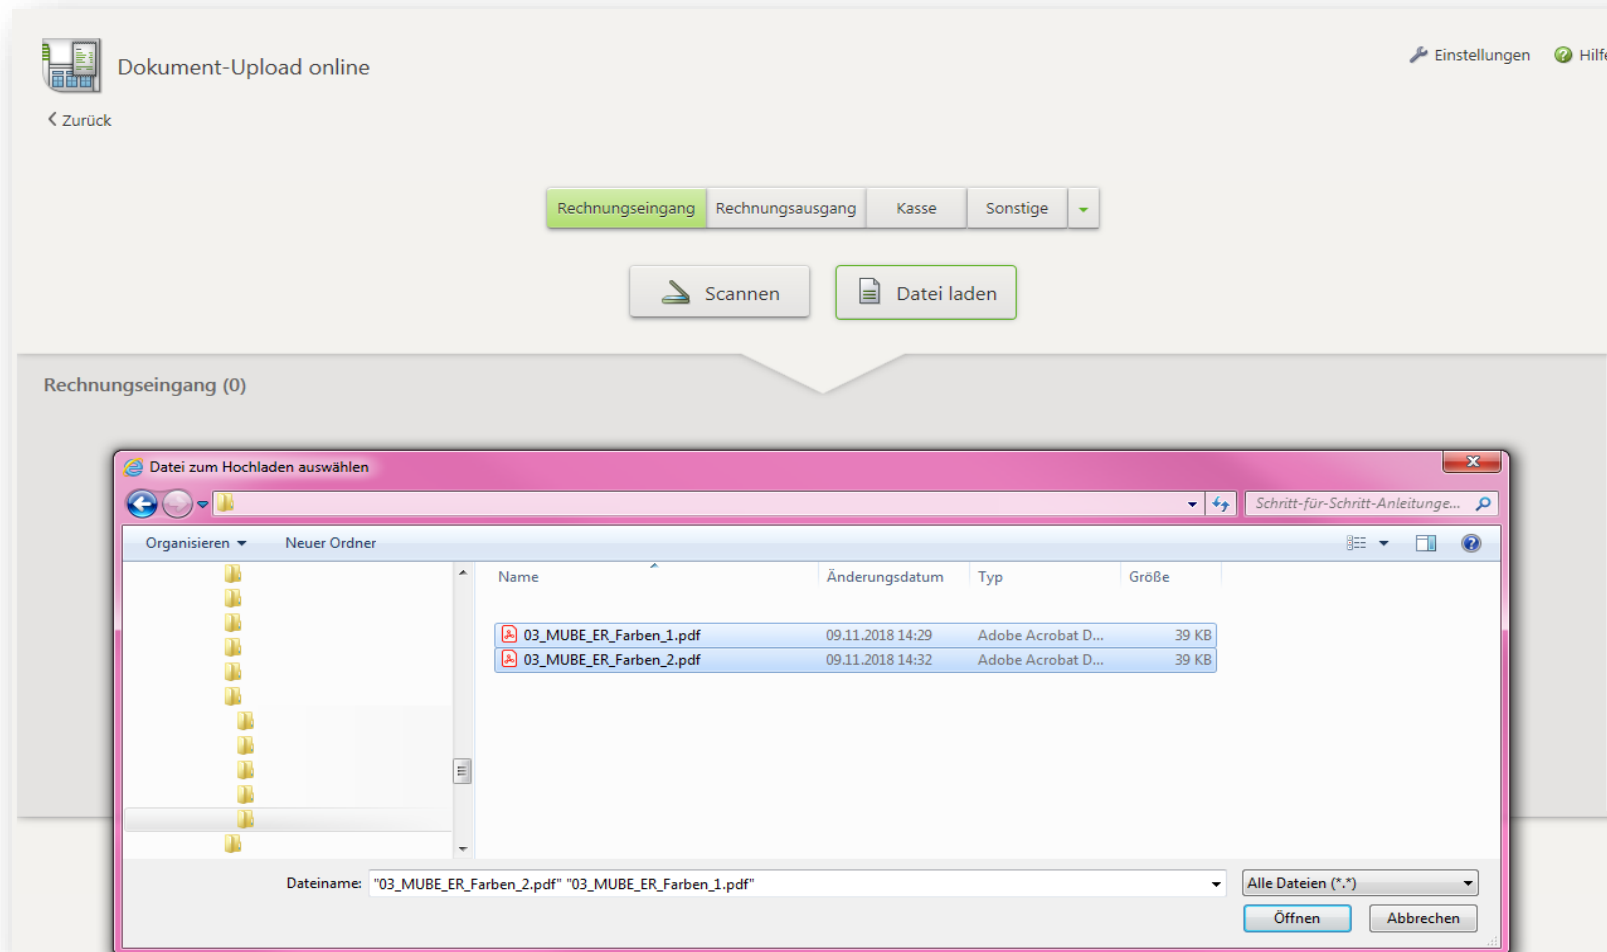 Dokument-Upload online
Einstellungen
Hilfe
Zurück
Rechnungseingang Rechnungsausgang Kasse Sonstige
Scannen Datei laden
Rechnungseingang (0)
Datei zum Hochladen auswählen
Schritt-für-Schritt-Anleitunge...
Organisieren Neuer Ordner
Name Änderungsdatum Typ Größe
03_MUBE_ER_Farben_1.pdf 09.11.2018 14:29 Adobe Acrobat D... 39 KB
03_MUBE_ER_Farben_2.pdf 09.11.2018 14:32 Adobe Acrobat D... 39 KB
Dateiname: "03_MUBE_ER_Farben_2.pdf" "03_MUBE_ER_Farben_1.pdf" Alle Dateien (*.*)
Öffnen Abbrechen